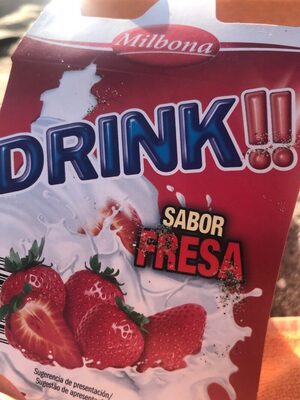 Milbona
DRINK!!
SABOR
FRESA
Sugerencia de presentación/
Sugestão de apresentação